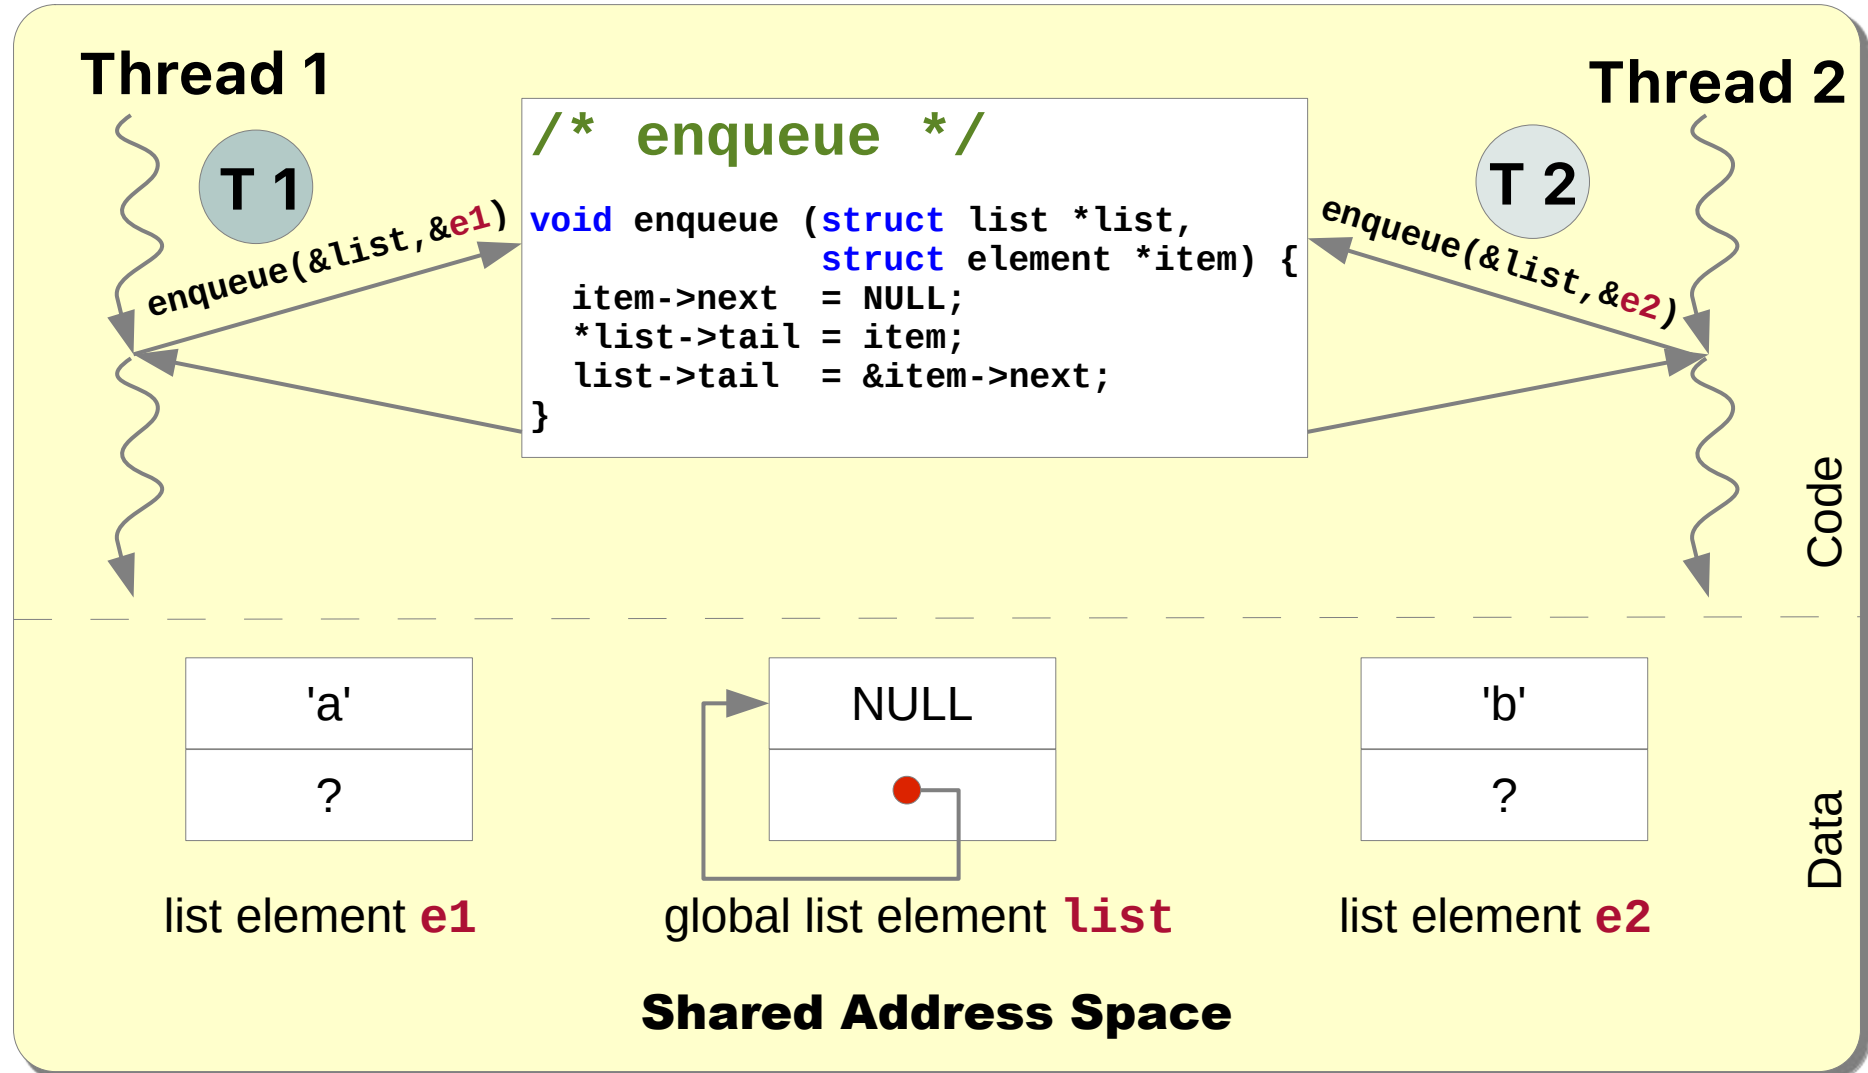 Thread 1
Thread 2
T 1
T 2
enqueue(&list,&e1)
enqueue(&list,&e2)
/* enqueue */
void enqueue (struct list *list,
struct element *item) {
item->next = NULL;
*list->tail = item;
list->tail = &item->next;
}
Code
'a'
?
NULL
'b'
?
Data
list element e1
global list element list
list element e2
Shared Address Space